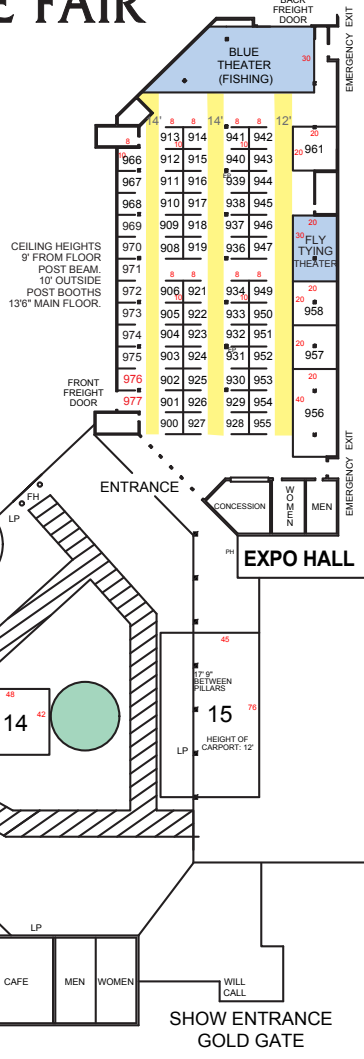 E FAIR
BACK
FREIGHT
DOOR
EMERGENCY EXIT
30
BLUE
THEATER
(FISHING)
14' 14' 12'
8 8 8 8
913 914 941 942
10 10
912 915 940 943
911 916 939 944
910 917 938 945
909 918 937 946
908 919 936 947
8 8 8 8
906 921 934 949
10 10
905 922 933 950
904 923 932 951
903 924 931 952
902 925 930 953
901 926 929 954
900 927 928 955
8
10
966
967
968
969
970
971
972
973
974
975
976
977
20
20
961
20
30
FLY
TYING
THEATER
20
20
958
20
957
20
40
956
CEILING HEIGHTS
9' FROM FLOOR
POST BEAM.
10' OUTSIDE
POST BOOTHS
13'6" MAIN FLOOR.
FRONT
FREIGHT
DOOR
EMERGENCY EXIT
ENTRANCE
CONCESSION
WOMEN
MEN
FH
LP
PH
EXPO HALL
45
17' 9"
BETWEEN
PILLARS
15
76
HEIGHT OF
CARPORT: 12'
LP
48
14
42
LP
CAFE
MEN
WOMEN
WILL
CALL
SHOW ENTRANCE
GOLD GATE